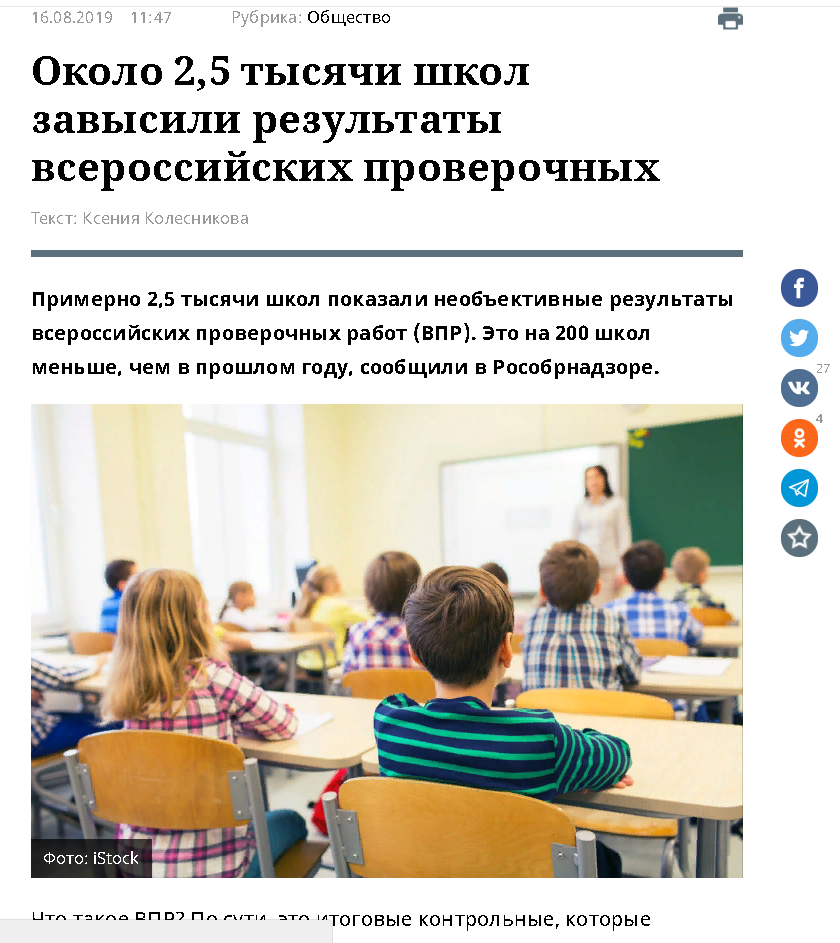 16.08.2019 11:47 Рубрика: Общество
Около 2,5 тысячи школ
завысили результаты
всероссийских проверочных
Текст: Ксения Колесникова
Примерно 2,5 тысячи школ показали необъективные результаты
всероссийских проверочных работ (ВПР). Это на 200 школ
меньше, чем в прошлом году, сообщили в Рособрнадзоре.
27
4
Фото: iStock
Что такое ВПР? По сути, это итоговые контрольные, которые